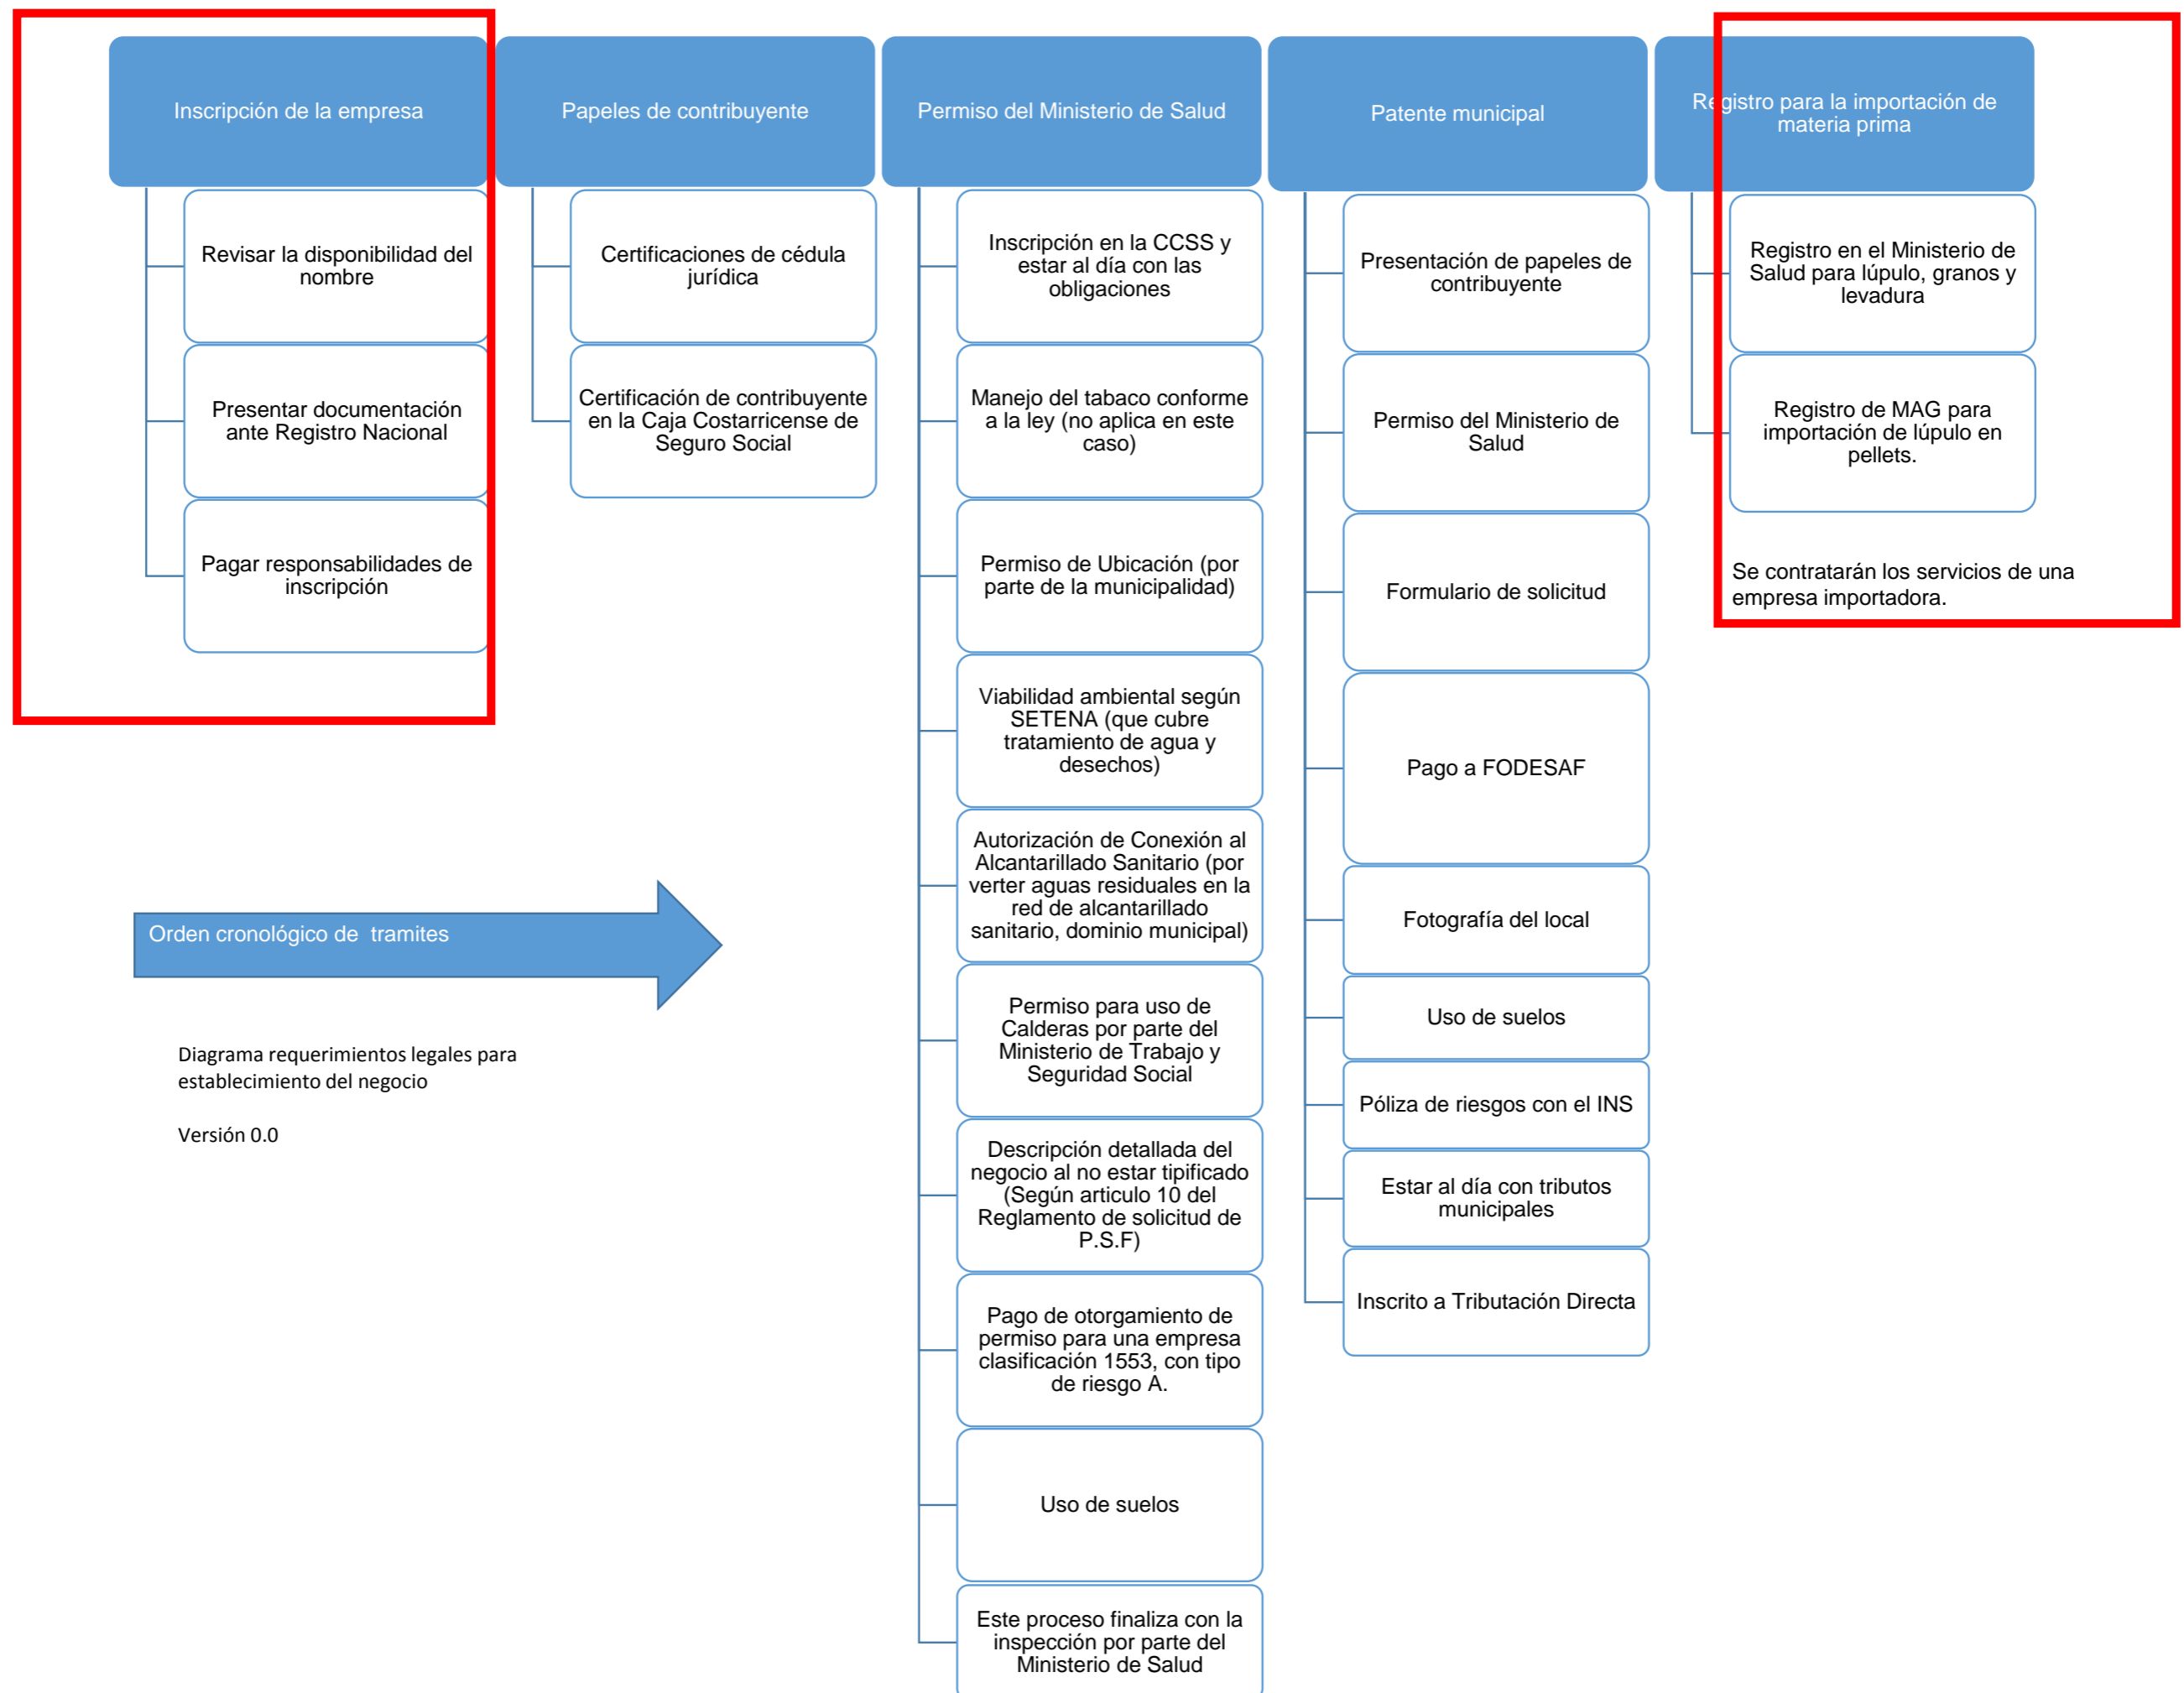 Inscripción de la empresa
Revisar la disponibilidad del
nombre
Presentar documentación
ante Registro Nacional
Pagar responsabilidades de
inscripción
Papeles de contribuyente
Certificaciones de cédula
jurídica
Certificación de contribuyente
en la Caja Costarricense de
Seguro Social
Permiso del Ministerio de Salud
Inscripción en la CCSS y
estar al día con las
obligaciones
Manejo del tabaco conforme
a la ley (no aplica en este
caso)
Permiso de Ubicación (por
parte de la municipalidad)
Viabilidad ambiental según
SETENA (que cubre
tratamiento de agua y
desechos)
Autorización de Conexión al
Alcantarillado Sanitario (por
verter aguas residuales en la
red de alcantarillado
sanitario, dominio municipal)
Permiso para uso de
Calderas por parte del
Ministerio de Trabajo y
Seguridad Social
Descripción detallada del
negocio al no estar tipificado
(Según articulo 10 del
Reglamento de solicitud de
P.S.F)
Pago de otorgamiento de
permiso para una empresa
clasificación 1553, con tipo
de riesgo A.
Uso de suelos
Este proceso finaliza con la
inspección por parte del
Ministerio de Salud
Patente municipal
Presentación de papeles de
contribuyente
Permiso del Ministerio de
Salud
Formulario de solicitud
Pago a FODESAF
Fotografía del local
Uso de suelos
Póliza de riesgos con el INS
Estar al día con tributos
municipales
Inscrito a Tributación Directa
Registro para la importación de
materia prima
Registro en el Ministerio de
Salud para lúpulo, granos y
levadura
Registro de MAG para
importación de lúpulo en
pellets.
Se contratarán los servicios de una
empresa importadora.
Orden cronológico de  tramites
Diagrama requerimientos legales para
establecimiento del negocio
Versión 0.0